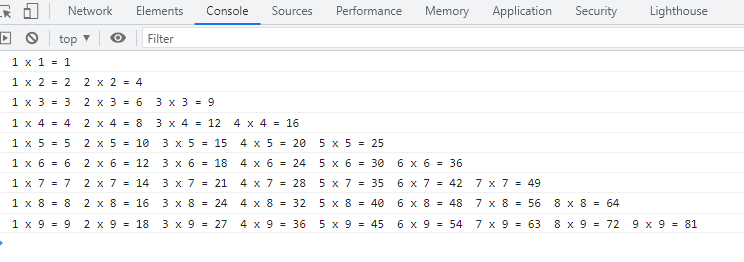 Network Elements Console Sources Performance Memory Application Security Lighthouse
top ▼ Filter
1 x 1 = 1
1 x 2 = 2 2 x 2 = 4
1 x 3 = 3 2 x 3 = 6 3 x 3 = 9
1 x 4 = 4 2 x 4 = 8 3 x 4 = 12 4 x 4 = 16
1 x 5 = 5 2 x 5 = 10 3 x 5 = 15 4 x 5 = 20 5 x 5 = 25
1 x 6 = 6 2 x 6 = 12 3 x 6 = 18 4 x 6 = 24 5 x 6 = 30 6 x 6 = 36
1 x 7 = 7 2 x 7 = 14 3 x 7 = 21 4 x 7 = 28 5 x 7 = 35 6 x 7 = 42 7 x 7 = 49
1 x 8 = 8 2 x 8 = 16 3 x 8 = 24 4 x 8 = 32 5 x 8 = 40 6 x 8 = 48 7 x 8 = 56 8 x 8 = 64
1 x 9 = 9 2 x 9 = 18 3 x 9 = 27 4 x 9 = 36 5 x 9 = 45 6 x 9 = 54 7 x 9 = 63 8 x 9 = 72 9 x 9 = 81